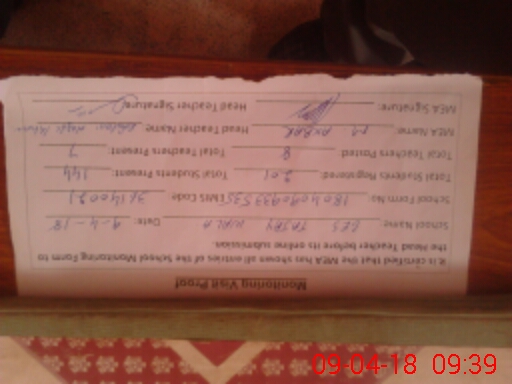 Monitoring Visit Proof
It is certified that the MEA has shown all entries of the School Monitoring Form to
the Head Teacher before its online submission.
School Name: GES Date: 9-4-18
School Form No: EMIS Code:
Total Students Registered: 201 Total Students Present: 144
Total Teachers Posted: 8 Total Teachers Present: 7
MEA Name: M AKBAR Head Teacher Name:
MEA Signature: Head Teacher Signature:
09-04-18 09:39